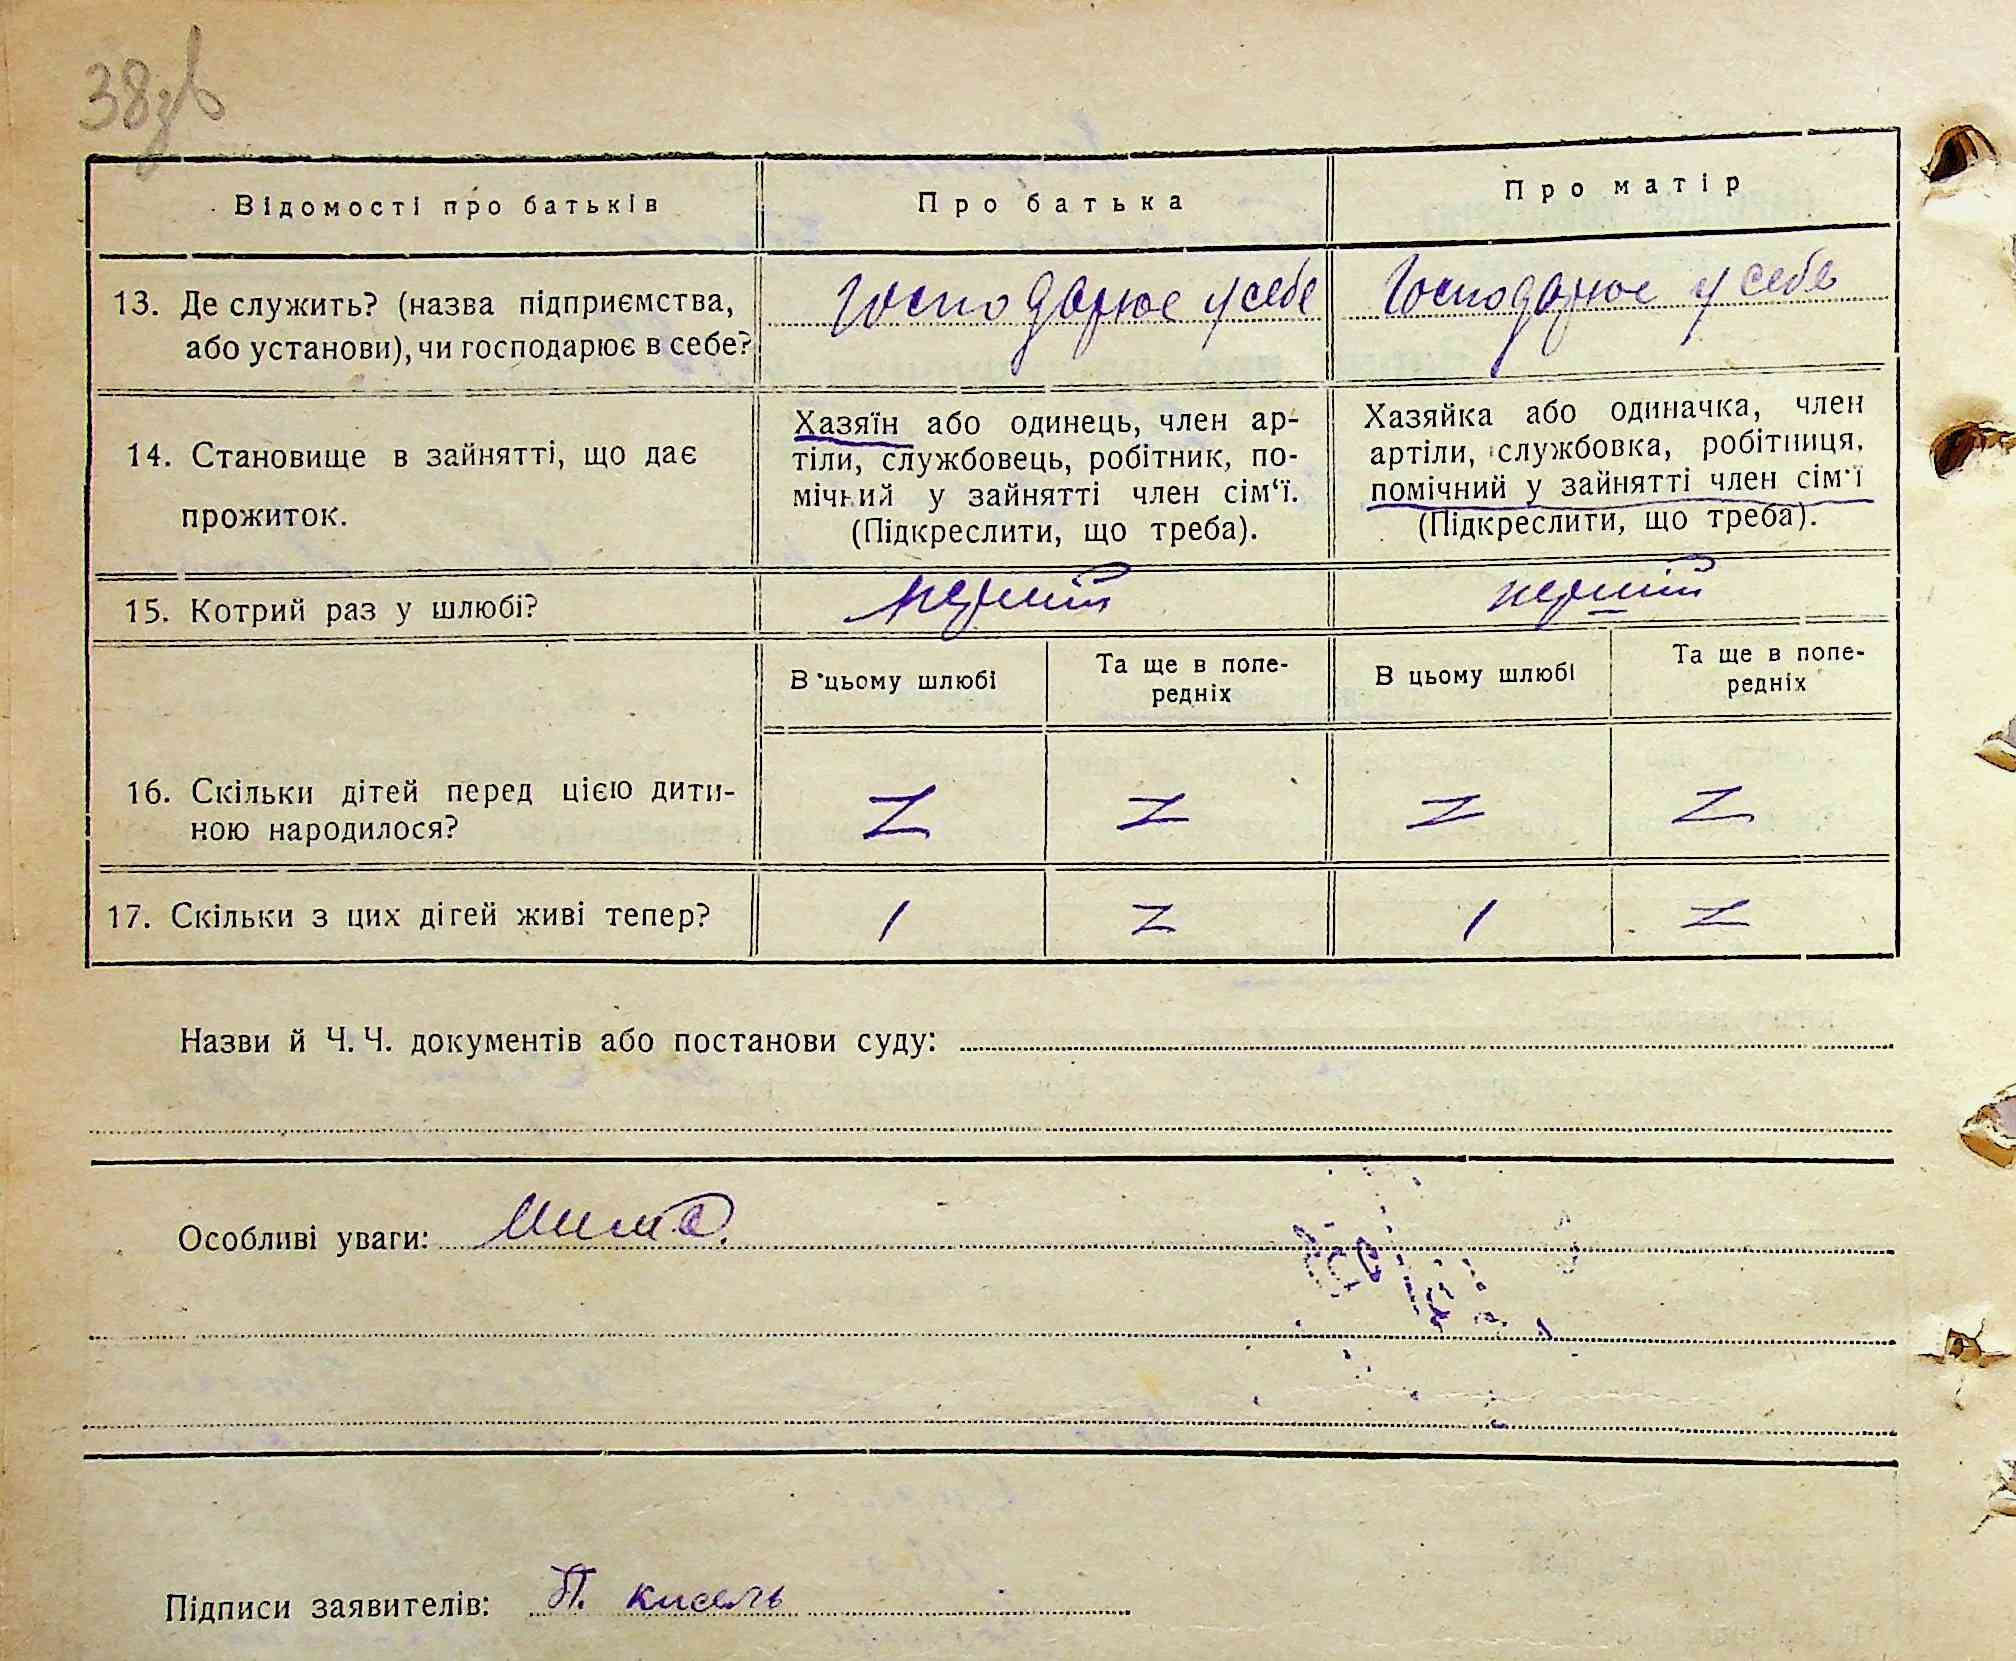 38зв
Відомості про батьків Про батька Про матір
13. Де служить? (назва підприємства, Господарює у себе Господарює у себе
або установи), чи господарює в себе?
Хазяїн або одинець, член ар- Хазяйка або одиначка, член
14. Становище в зайнятті, що дає тіли, службовець, робітник, по- артіли, службовка, робітниця,
мічний у зайнятті член сім‘ї. помічний у зайнятті член сім‘ї
прожиток. (Підкреслити, що треба). (Підкреслити, що треба).
15. Котрий раз у шлюбі? перший перший
В цьому шлюбі Та ще в попе- В цьому шлюбі Та ще в попе-
редніх редніх
16. Скільки дітей перед цією дити- Z Z Z Z
ною народилося?
17. Скільки з цих дітей живі тепер? 1 Z 1 Z
Назви й Ч. Ч. документів або постанови суду:
Особливі уваги:
Підписи заявителів: П. кисель